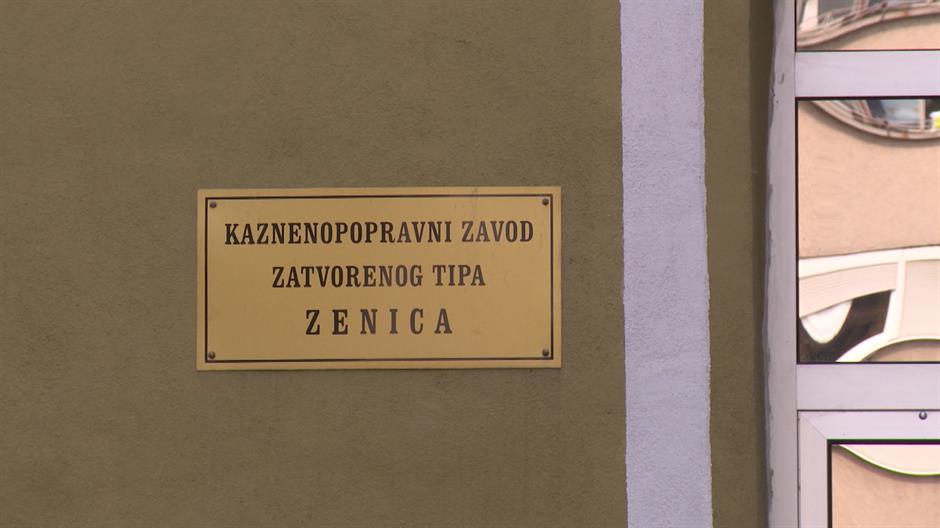 KAZNENOPOPRAVNI ZAVOD
ZATVORENOG TIPA
ZENICA